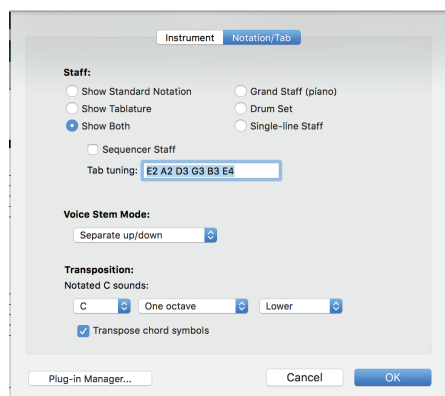 Instrument Notation/Tab
Staff:
Show Standard Notation Grand Staff (piano)
Show Tablature Drum Set
Show Both Single-line Staff
Sequencer Staff
Tab tuning: E2 A2 D3 G3 B3 E4
Voice Stem Mode:
Separate up/down
Transposition:
Notated C sounds:
C One octave Lower
Transpose chord symbols
Plug-in Manager... Cancel OK